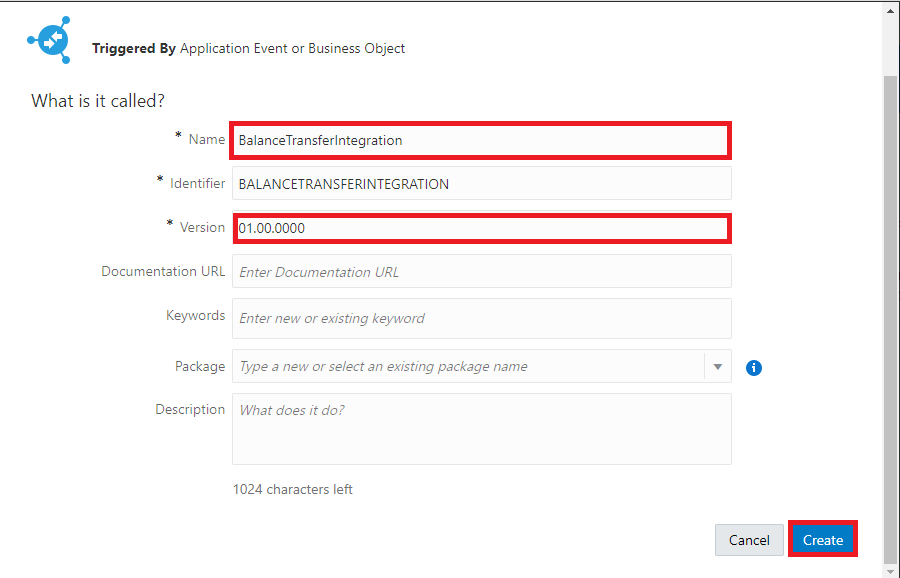 Triggered By Application Event or Business Object
What is it called?
* Name BalanceTransferIntegration
* Identifier BALANCETRANSFERINTEGRATION
* Version 01.00.0000
Documentation URL Enter Documentation URL
Keywords Enter new or existing keyword
Package Type a new or select an existing package name
Description What does it do?
1024 characters left
Cancel Create